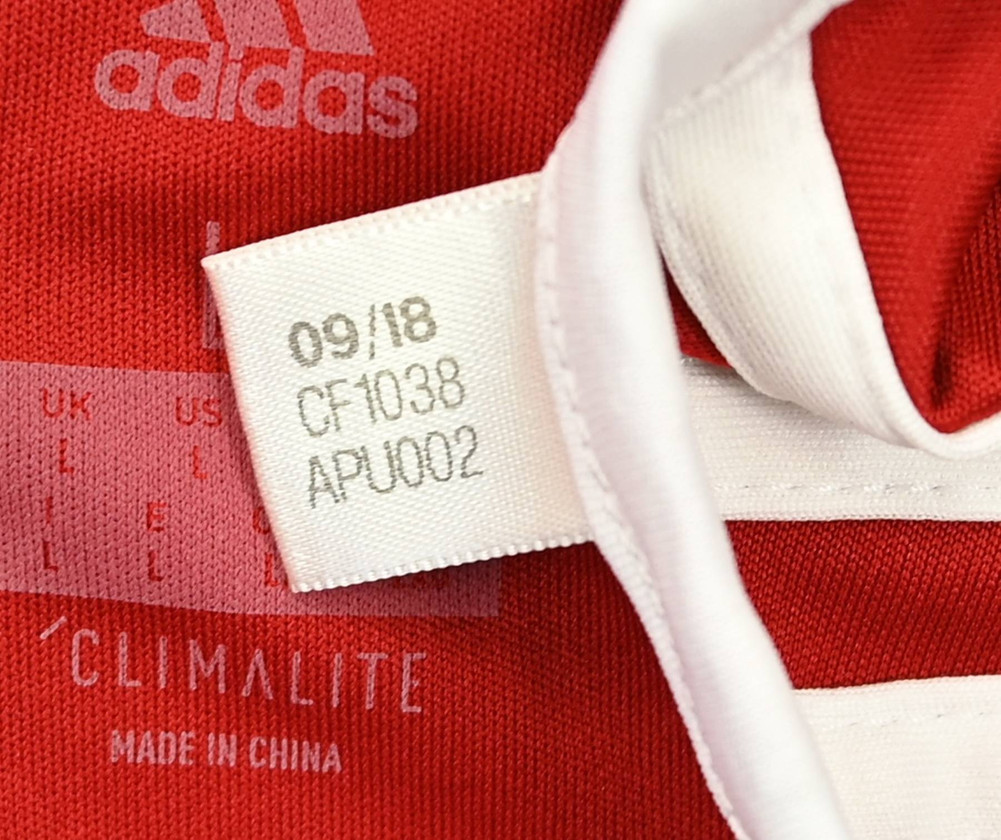 adidas
09/18
CF1038
APU002
UK US
L L
I E
L L
CLIMALITE
MADE IN CHINA